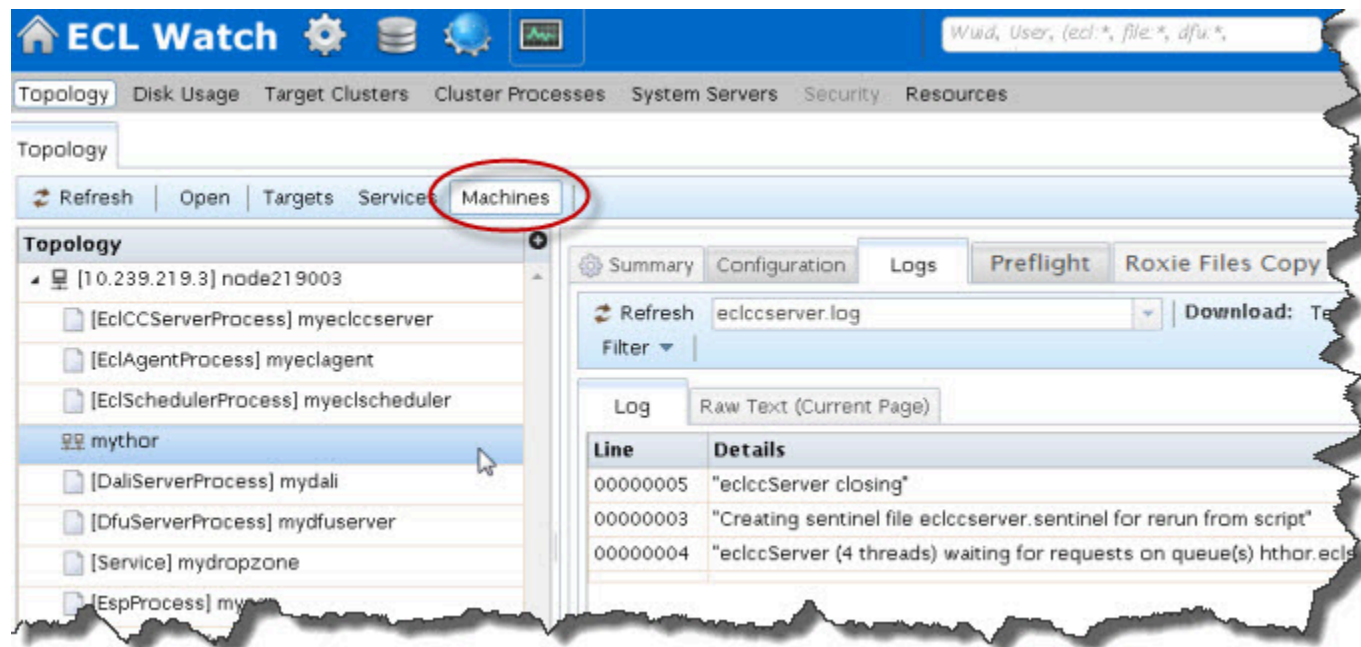 ECL Watch
Wuid, User, (ecl:*, file:*, dfu:*,
Topology Disk Usage Target Clusters Cluster Processes System Servers Security Resources
Topology
Refresh Open Targets Services Machines
Topology
[10.239.219.3] node219003
[EclCCServerProcess] myeclccserver
[EclAgentProcess] myeclagent
[EclSchedulerProcess] myeclscheduler
mythor
[DaliServerProcess] mydali
[DfuServerProcess] mydfuserver
[Service] mydropzone
[EspProcess]
Summary Configuration Logs Preflight Roxie Files Copy
Refresh eclccserver.log Download:
Filter
Log Raw Text (Current Page)
Line Details
00000005 "eclccServer closing"
00000003 "Creating sentinel file eclccserver.sentinel for rerun from script"
00000004 "eclccServer (4 threads) waiting for requests on queue(s) hthor.ecls